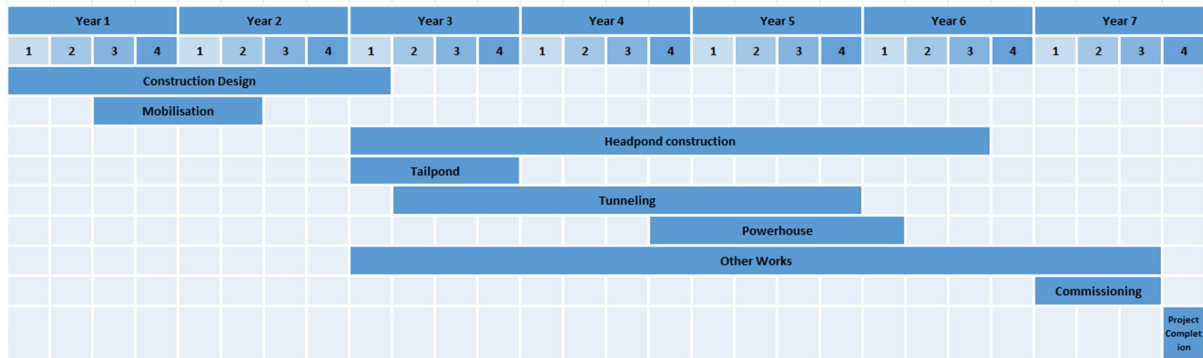 Year 1 Year 2 Year 3 Year 4 Year 5 Year 6 Year 7
1 2 3 4 1 2 3 4 1 2 3 4 1 2 3 4 1 2 3 4 1 2 3 4 1 2 3 4
Construction Design
Mobilisation
Headpond construction
Tailpond
Tunneling
Powerhouse
Other Works
Commissioning
Project
Complet
ion